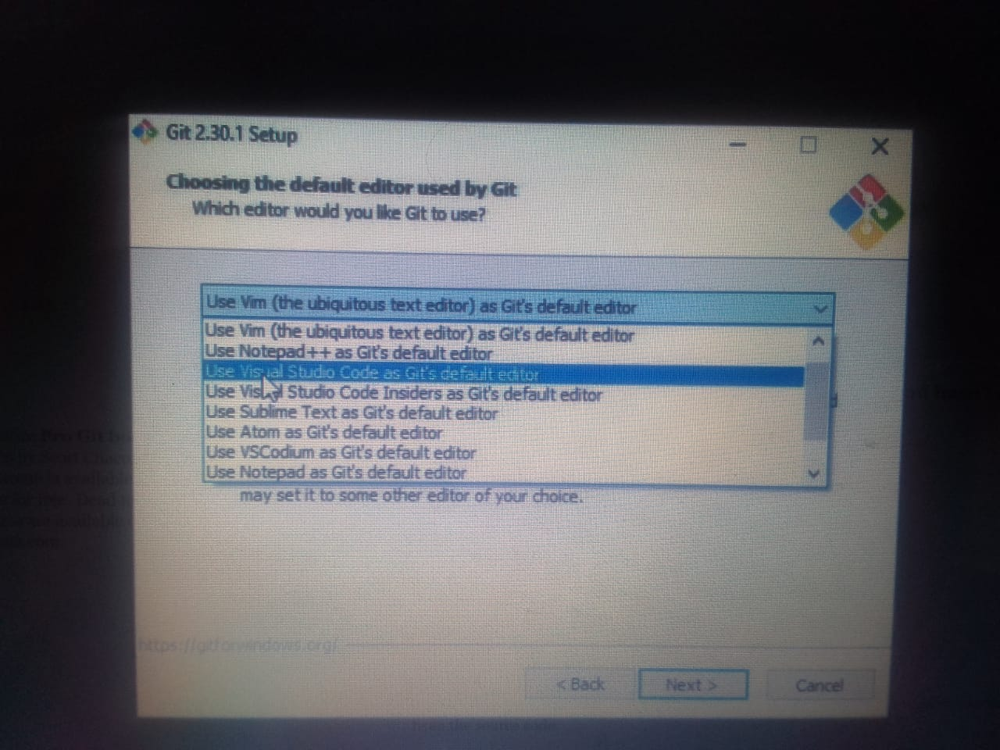 Git 2.30.1 Setup
Choosing the default editor used by Git
Which editor would you like Git to use?
Use Vim (the ubiquitous text editor) as Git's default editor
Use Vim (the ubiquitous text editor) as Git's default editor
Use Notepad++ as Git's default editor
Use Visual Studio Code as Git's default editor
Use Visual Studio Code Insiders as Git's default editor
Use Sublime Text as Git's default editor
Use Atom as Git's default editor
Use VSCodium as Git's default editor
Use Notepad as Git's default editor
may set it to some other editor of your choice.
https://gitforwindows.org/
< Back
Next >
Cancel